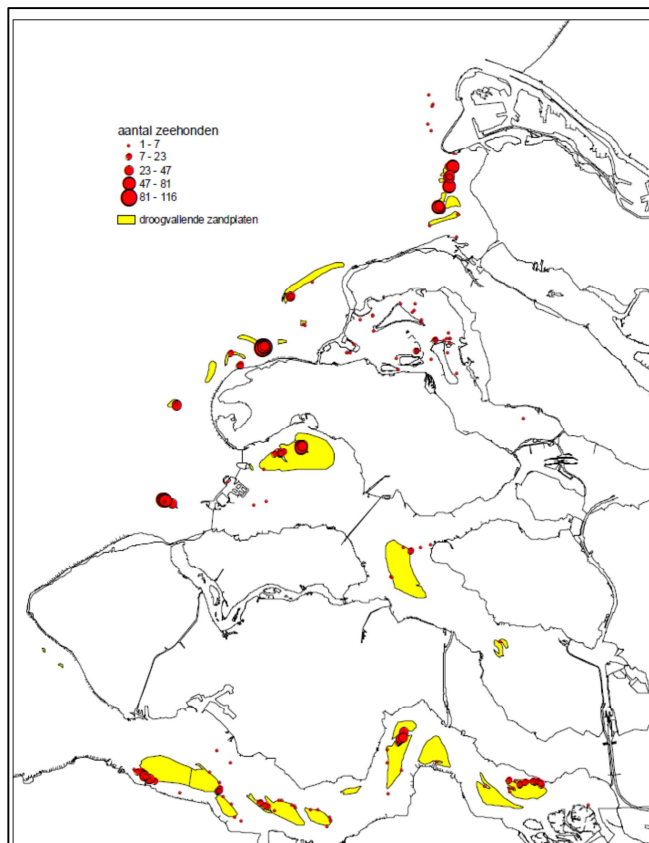 aantal zeehonden
1 - 7
7 - 23
23 - 47
47 - 81
81 - 116
droogvallende zandplaten